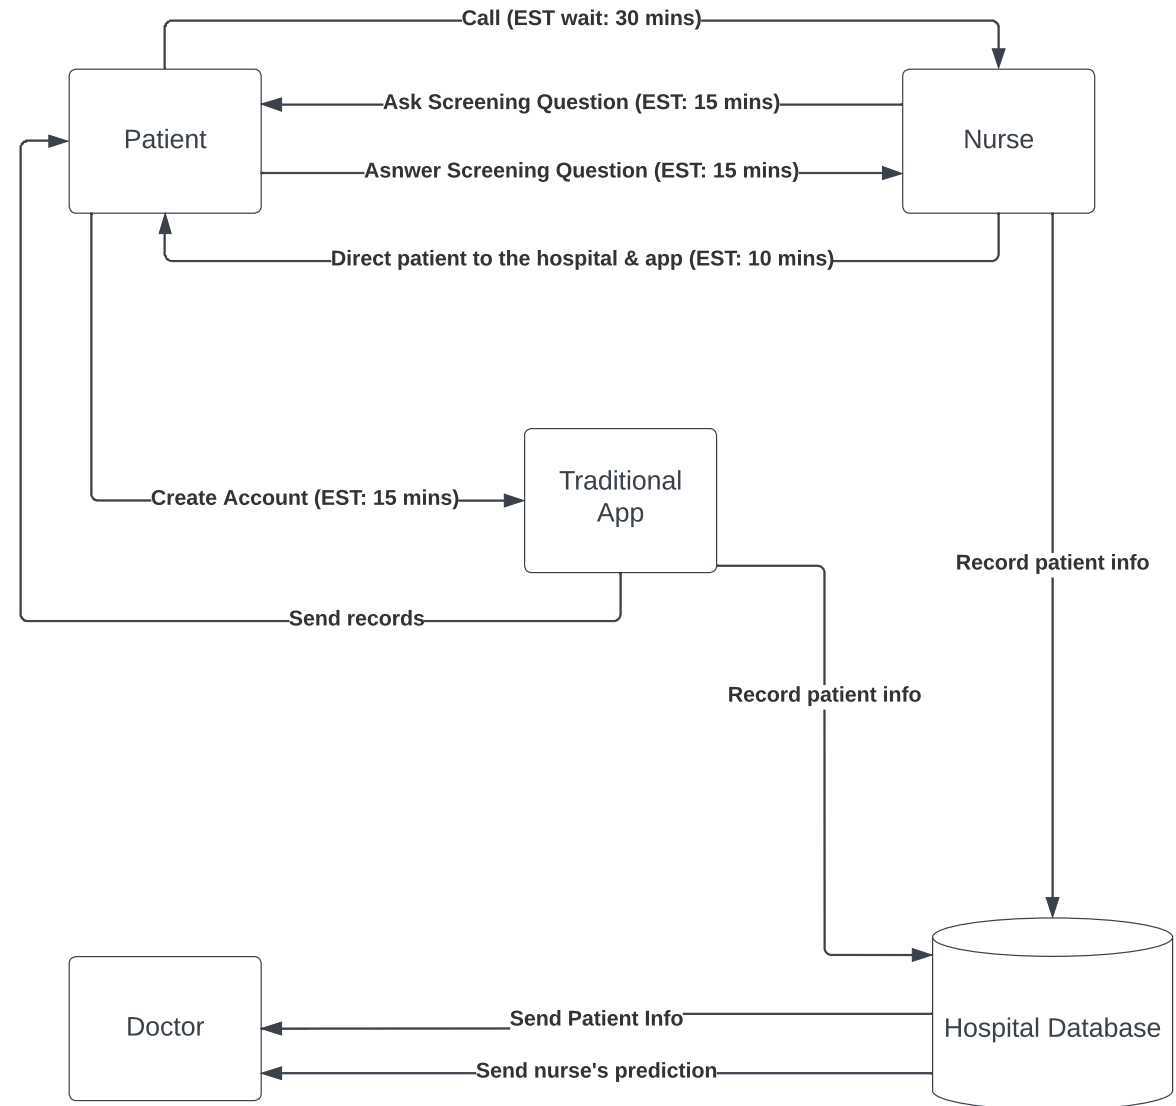 Call (EST wait: 30 mins)
Patient
Ask Screening Question (EST: 15 mins)
Nurse
Asnwer Screening Question (EST: 15 mins)
Direct patient to the hospital & app (EST: 10 mins)
Traditional
App
Create Account (EST: 15 mins)
Record patient info
Send records
Record patient info
Doctor
Send Patient Info
Hospital Database
Send nurse's prediction